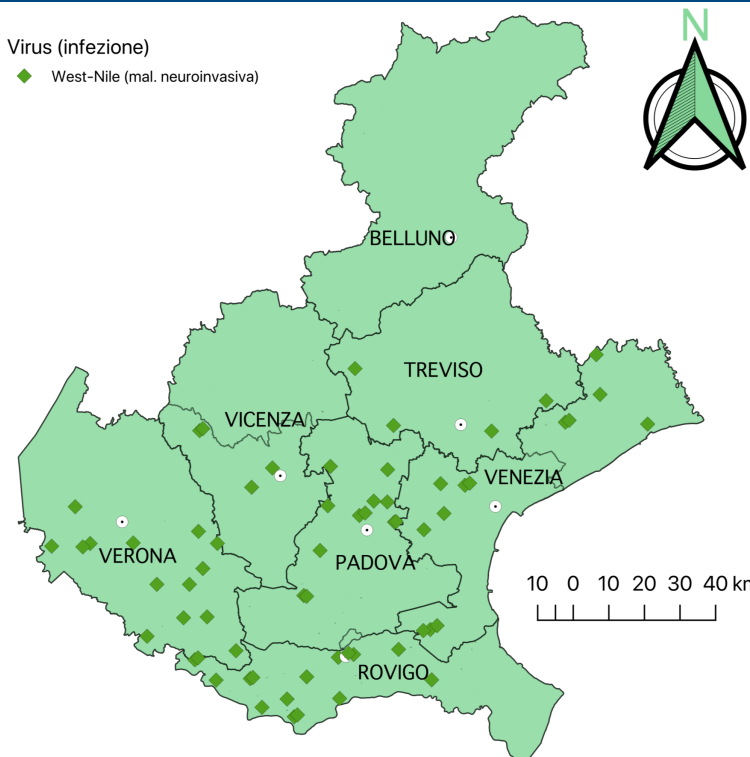 N
Virus (infezione)
West-Nile (mal. neuroinvasiva)
BELLUNO
TREVISO
VICENZA
VENEZIA
VERONA
PADOVA
10 0 10 20 30 40 km
ROVIGO